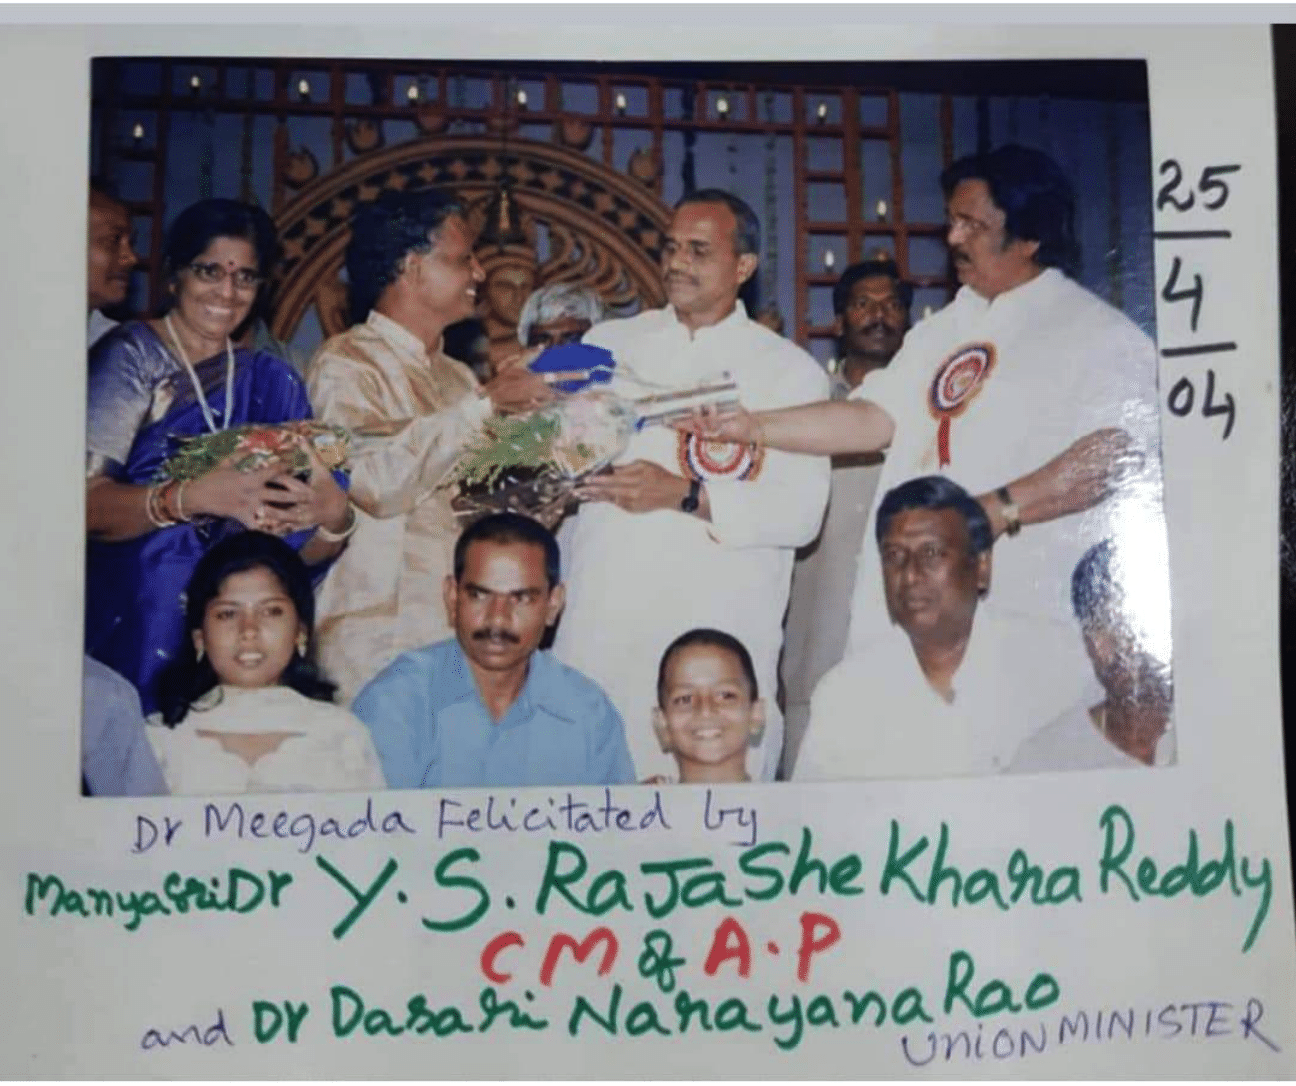 25
4
04
Dr Meegada Felicitated by
ManyasriDr Y. S. RaJaShe Khara Reddy
CM of A.P
and Dr Dasari Narayana Rao
UNION MINISTER